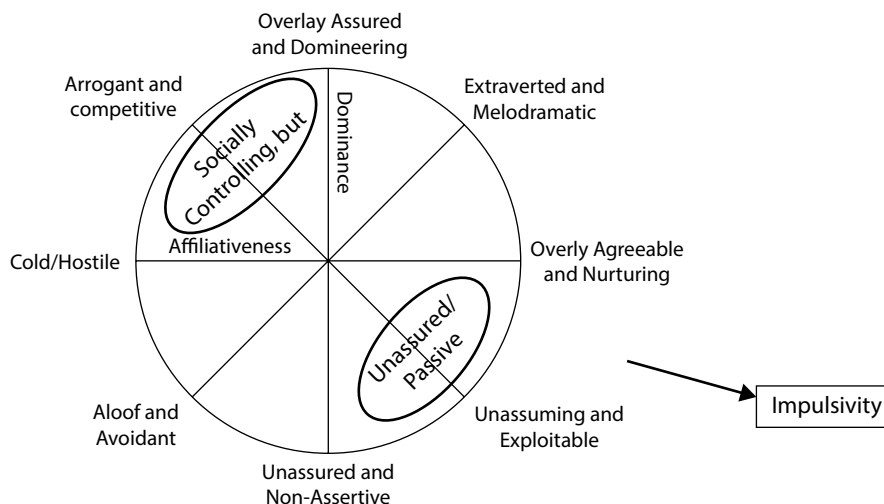 Overlay Assured
and Domineering
Arrogant and
competitive
Extraverted and
Melodramatic
Dominance
Socially
Controlling, but
Affiliativeness
Cold/Hostile
Overly Agreeable
and Nurturing
Unassured/
Passive
Impulsivity
Aloof and
Avoidant
Unassuming and
Exploitable
Unassured and
Non-Assertive